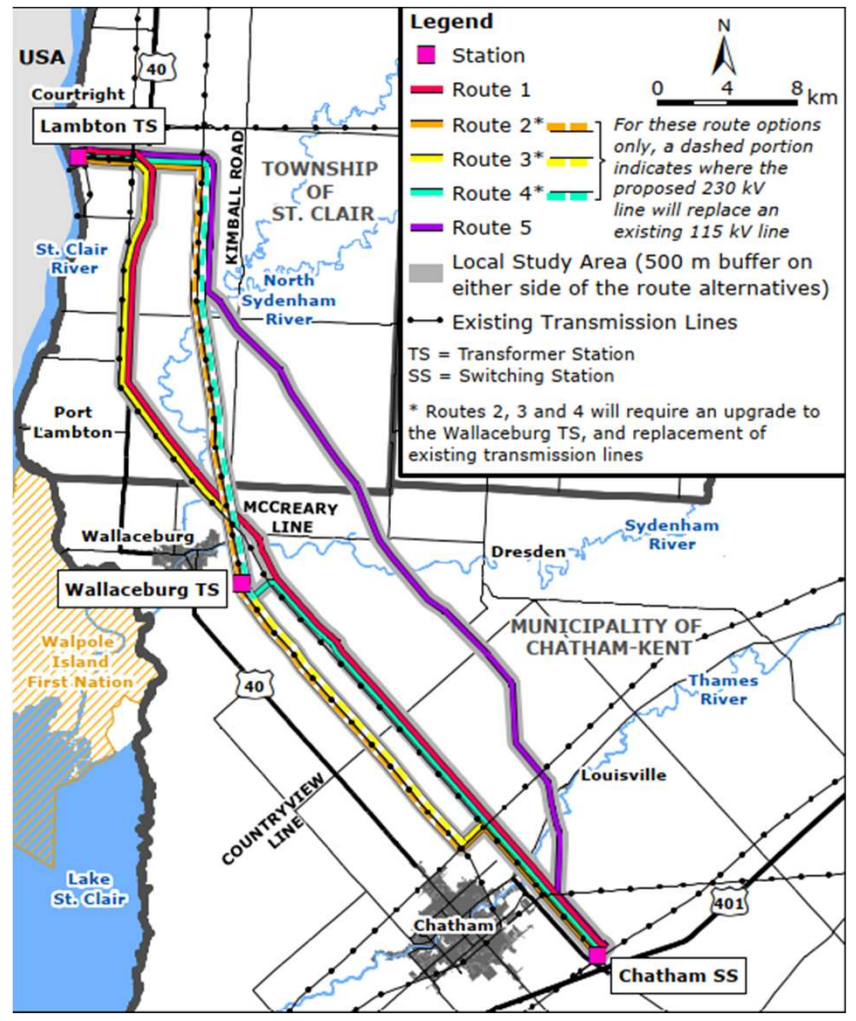 USA
40
Courtright
Lambton TS
KIMBALL ROAD
TOWNSHIP
OF
ST. CLAIR
St. Clair
River
North
Sydenham
River
Port
Lambton
MCCREARY
LINE
Wallaceburg
Wallaceburg TS
Dresden
Sydenham
River
Walpole
Island
First Nation
MUNICIPALITY OF
CHATHAM-KENT
Thames
River
40
Louisville
COUNTRYVIEW
LINE
Lake
St. Clair
Chatham
401
Chatham SS
Legend
Station
Route 1
Route 2*
Route 3*
Route 4*
Route 5
For these route options
only, a dashed portion
indicates where the
proposed 230 kV
line will replace an
existing 115 kV line
Local Study Area (500 m buffer on
either side of the route alternatives)
Existing Transmission Lines
TS = Transformer Station
SS = Switching Station
* Routes 2, 3 and 4 will require an upgrade to
the Wallaceburg TS, and replacement of
existing transmission lines
N
0 4 8
km